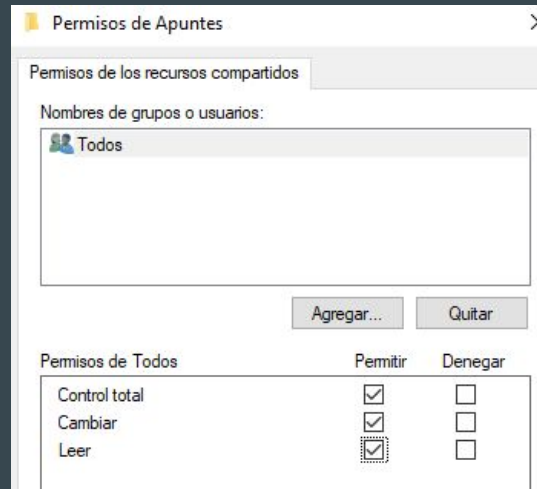 Permisos de Apuntes
Permisos de los recursos compartidos
Nombres de grupos o usuarios:
Todos
Agregar... Quitar
Permisos de Todos Permitir Denegar
Control total
Cambiar
Leer